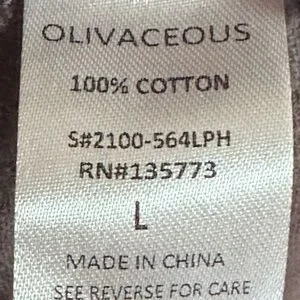 OLIVACEOUS
100% COTTON
S#2100-564LPH
RN#135773
L
MADE IN CHINA
SEE REVERSE FOR CARE